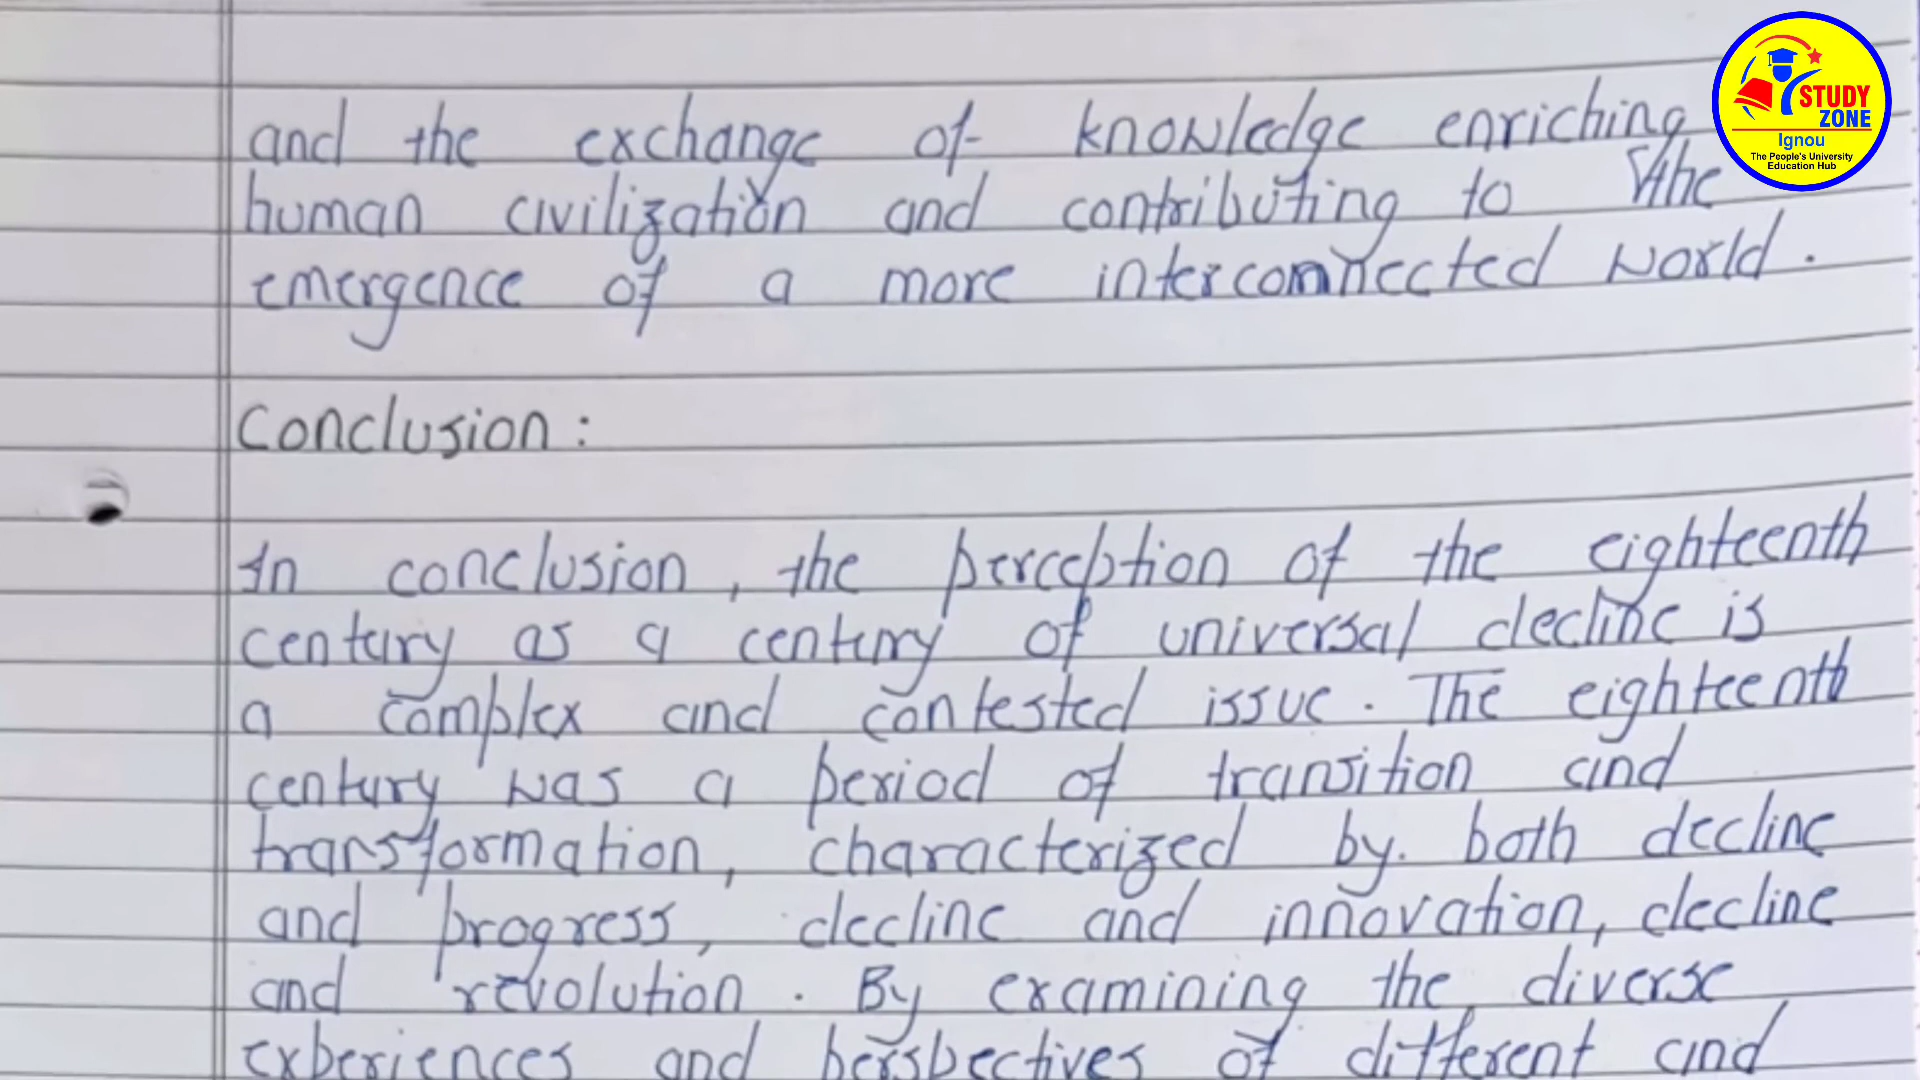 and the exchange of knowledge enriching
human civilization and contributing to the
emergence of a more interconnected world.
Conclusion:
In conclusion, the perception of the eighteenth
century as a century of universal decline is
a complex and contested issue. The eighteenth
century was a period of transition and
transformation, characterized by both decline
and progress, decline and innovation, decline
and revolution. By examining the diverse
experiences and perspectives of different and
STUDY
ZONE
Ignou
The People's University
Education Hub